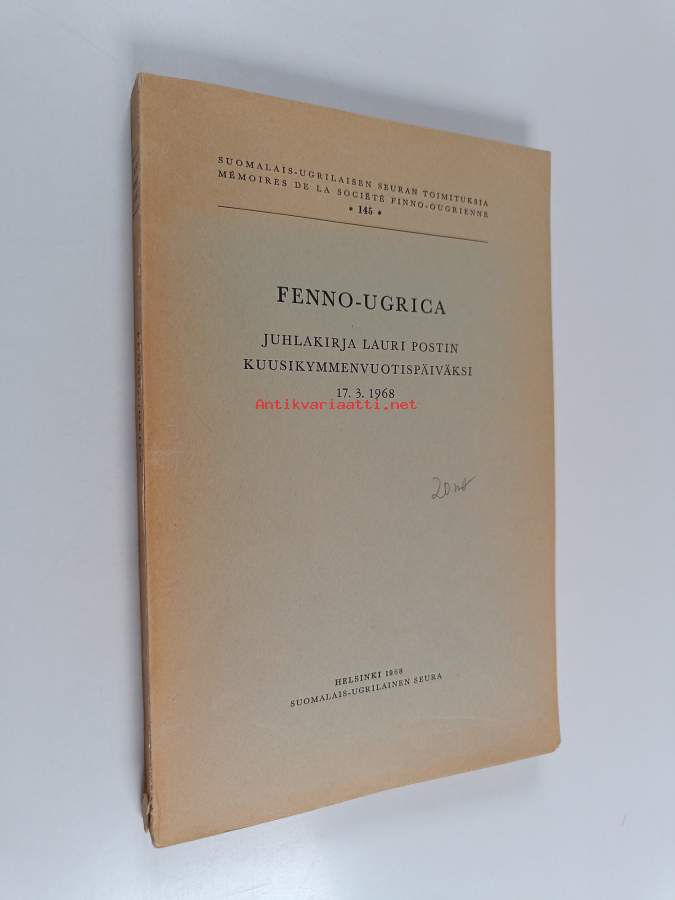 SUOMALAIS-UGRILAISEN SEURAN TOIMITUKSIA
MÉMOIRES DE LA SOCIÉTÉ FINNO-OUGRIENNE
• 145 •
FENNO-UGRICA
JUHLAKIRJA LAURI POSTIN
KUUSIKYMMENVUOTISPÄIVÄKSI
17. 3. 1968
Antikvariaatti.net
HELSINKI 1968
SUOMALAIS-UGRILAINEN SEURA